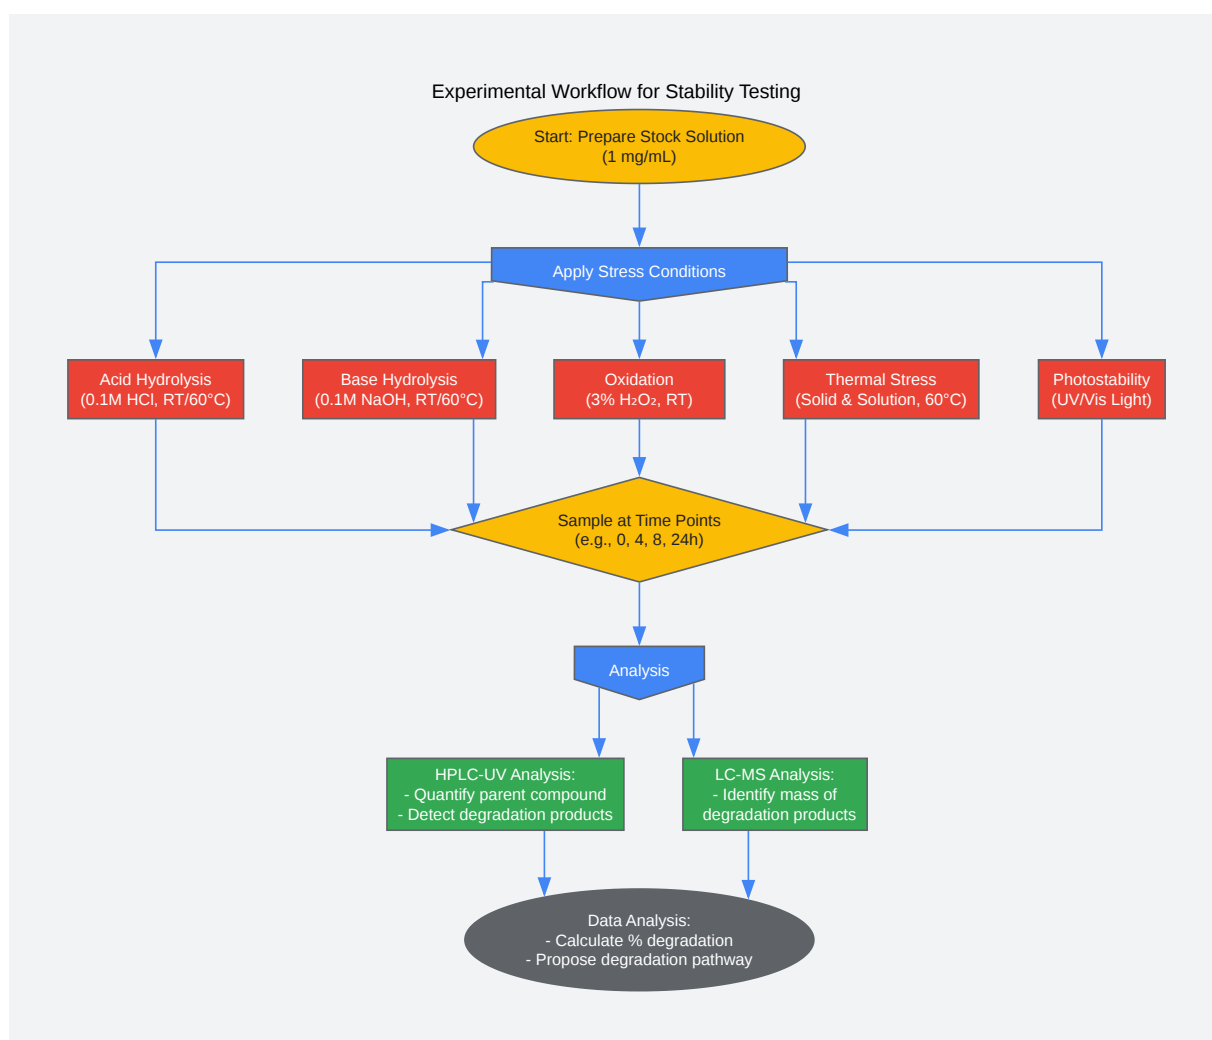 Experimental Workflow for Stability Testing
Start: Prepare Stock Solution
(1 mg/mL)
Apply Stress Conditions
Acid Hydrolysis
(0.1M HCl, RT/60°C)
Base Hydrolysis
(0.1M NaOH, RT/60°C)
Oxidation
(3% H₂O₂, RT)
Thermal Stress
(Solid & Solution, 60°C)
Photostability
(UV/Vis Light)
Sample at Time Points
(e.g., 0, 4, 8, 24h)
Analysis
HPLC-UV Analysis:
- Quantify parent compound
- Detect degradation products
LC-MS Analysis:
- Identify mass of
degradation products
Data Analysis:
- Calculate % degradation
- Propose degradation pathway